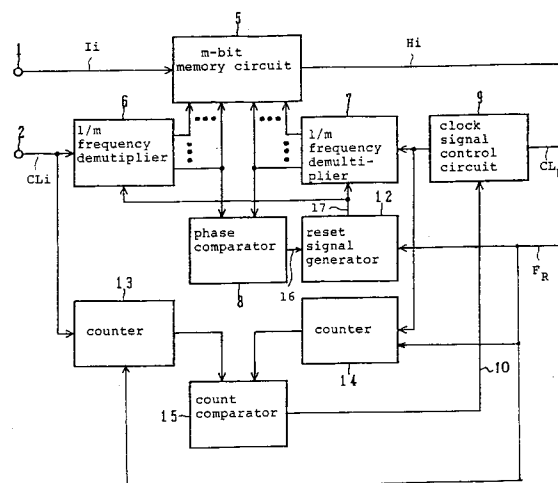 5
1
Ii
m-bit
memory circuit
Hi
6
7
9
2
1/m
frequency
demutiplier
1/m
frequency
demulti-
plier
clock
signal
control
circuit
CLi
17
12
phase
comparator
reset
signal
generator
16
8
FR
13
counter
counter
14
10
15
count
comparator